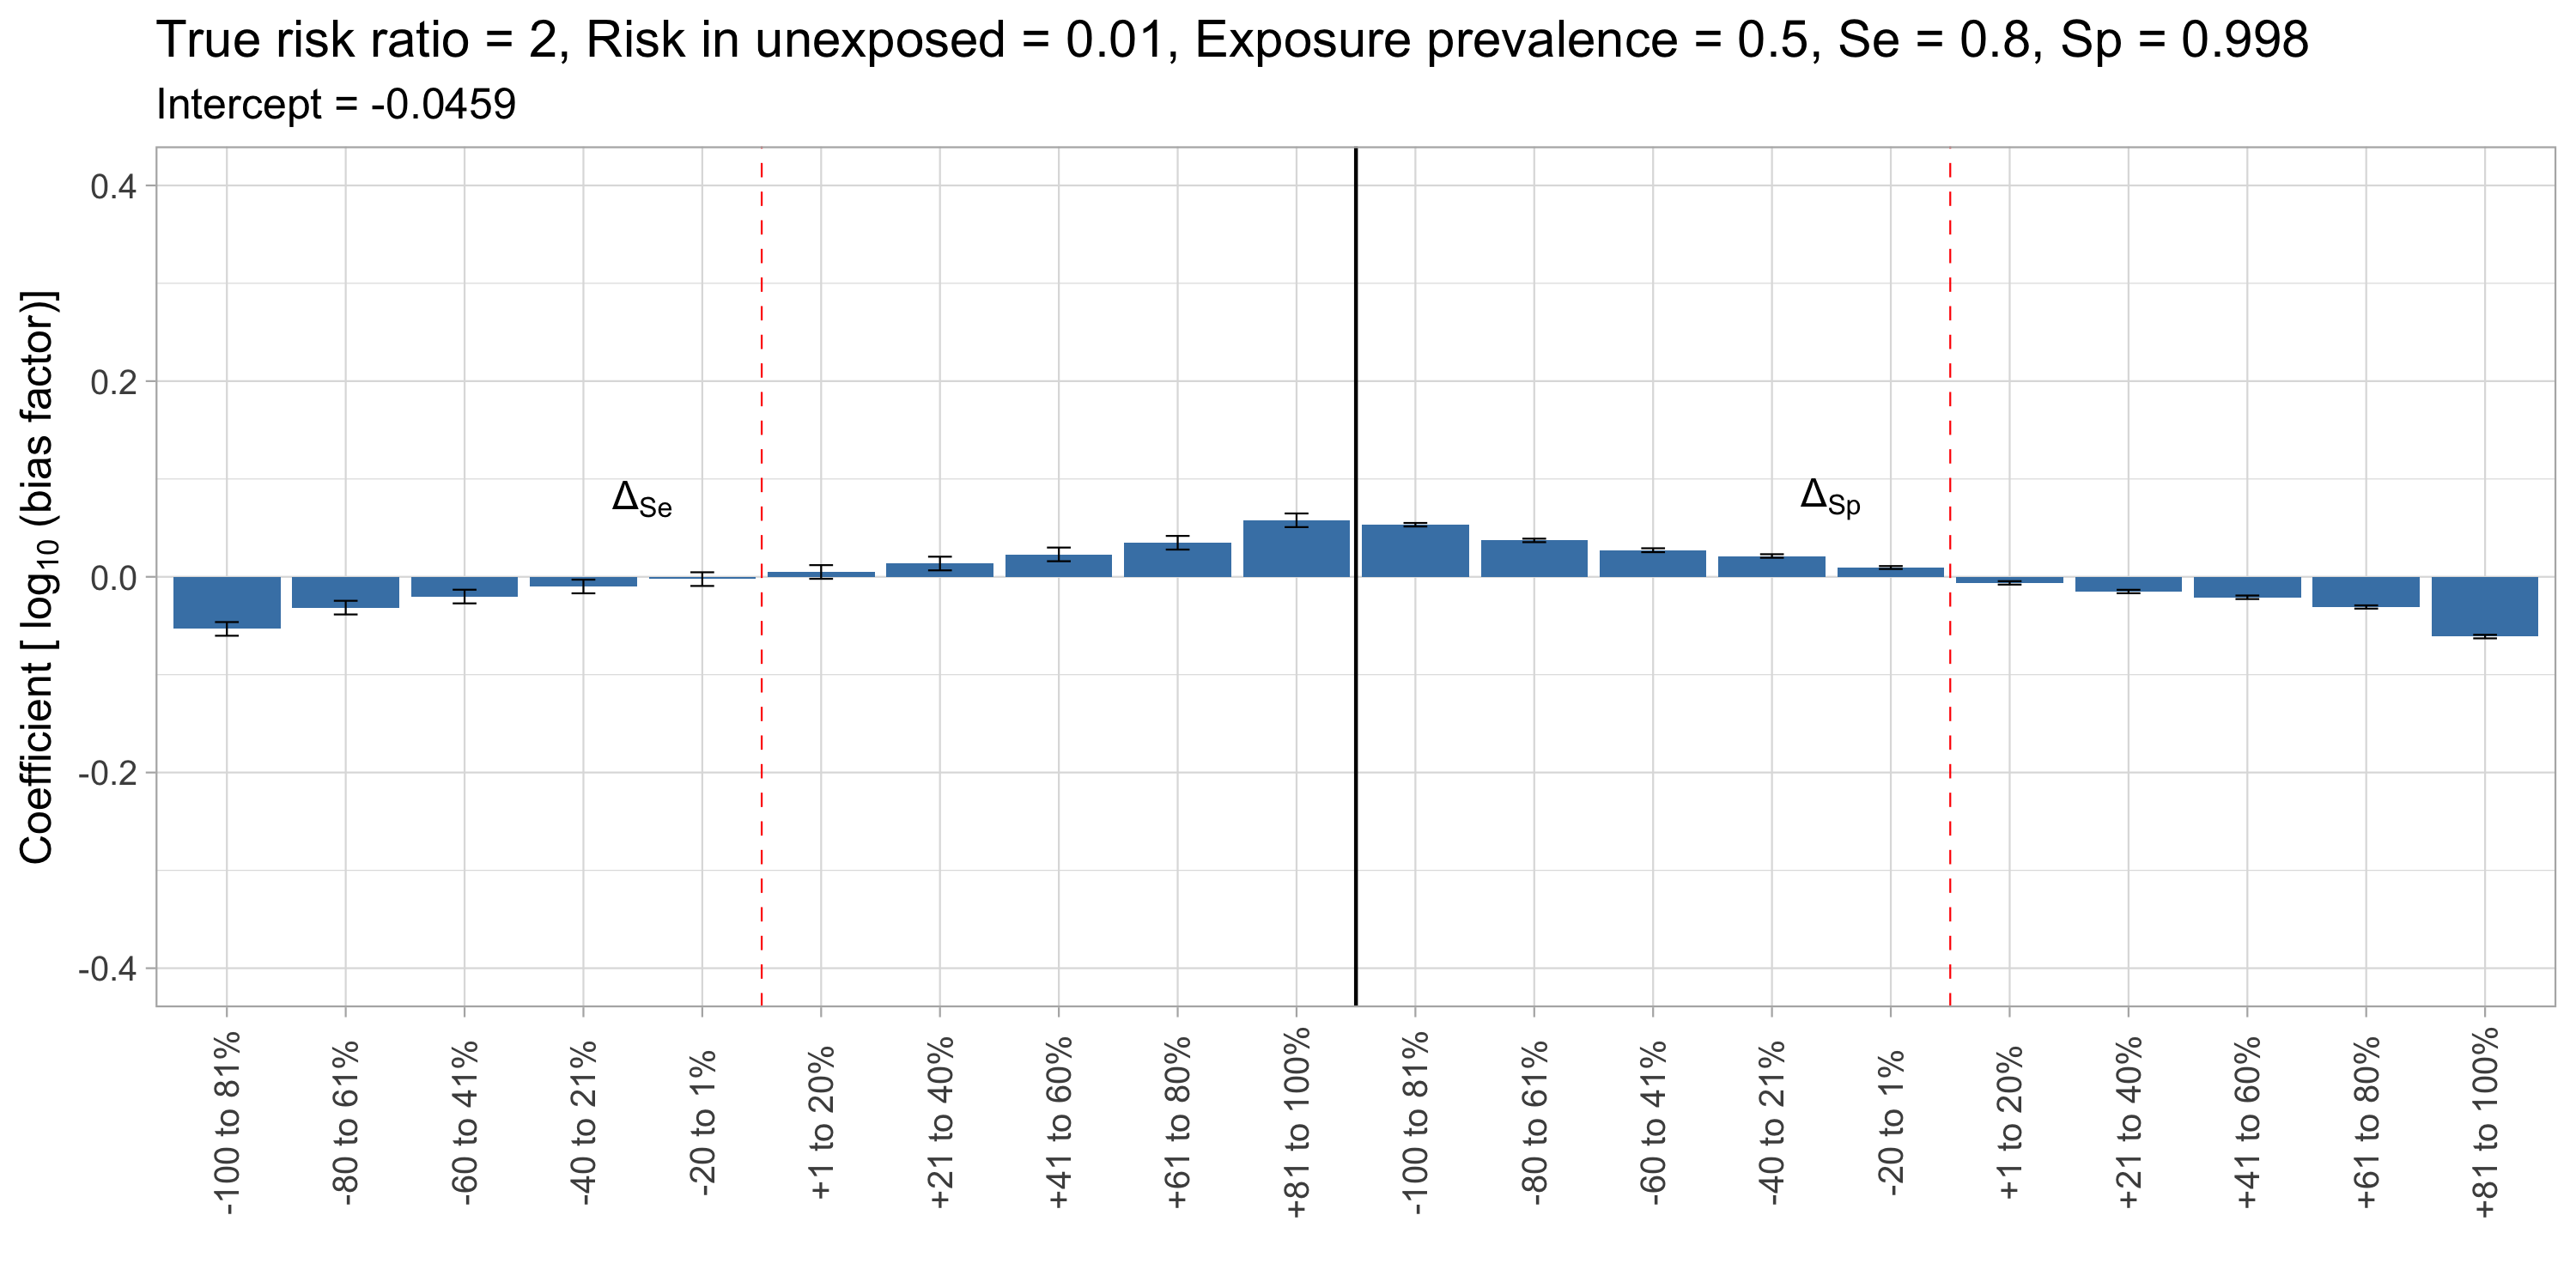 True risk ratio = 2, Risk in unexposed = 0.01, Exposure prevalence = 0.5, Se = 0.8, Sp = 0.998
Intercept = -0.0459
Coefficient [ log10 (bias factor)]
0.4
0.2
0.0
-0.2
-0.4
ΔSe
ΔSp
-100 to 81%
-80 to 61%
-60 to 41%
-40 to 21%
-20 to 1%
+1 to 20%
+21 to 40%
+41 to 60%
+61 to 80%
+81 to 100%
-100 to 81%
-80 to 61%
-60 to 41%
-40 to 21%
-20 to 1%
+1 to 20%
+21 to 40%
+41 to 60%
+61 to 80%
+81 to 100%